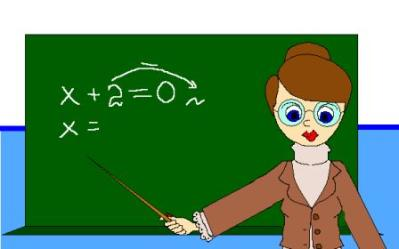 x + 2 = 0
x =